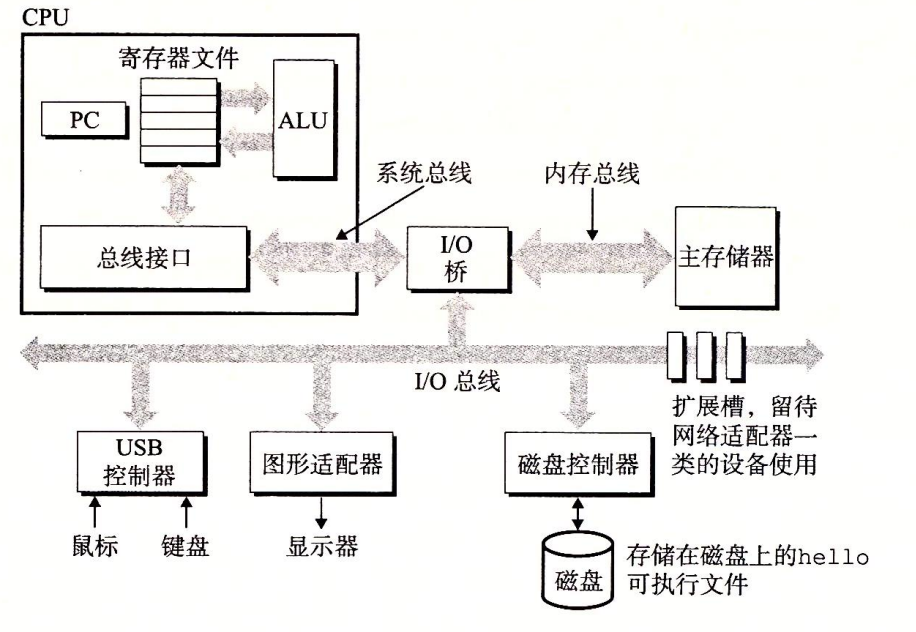 CPU
寄存器文件
PC
ALU
系统总线
内存总线
总线接口
I/O
桥
主存储器
I/O 总线
扩展槽，留待
网络适配器一
类的设备使用
USB
控制器
图形适配器
磁盘控制器
鼠标
键盘
显示器
磁盘
存储在磁盘上的hello
可执行文件